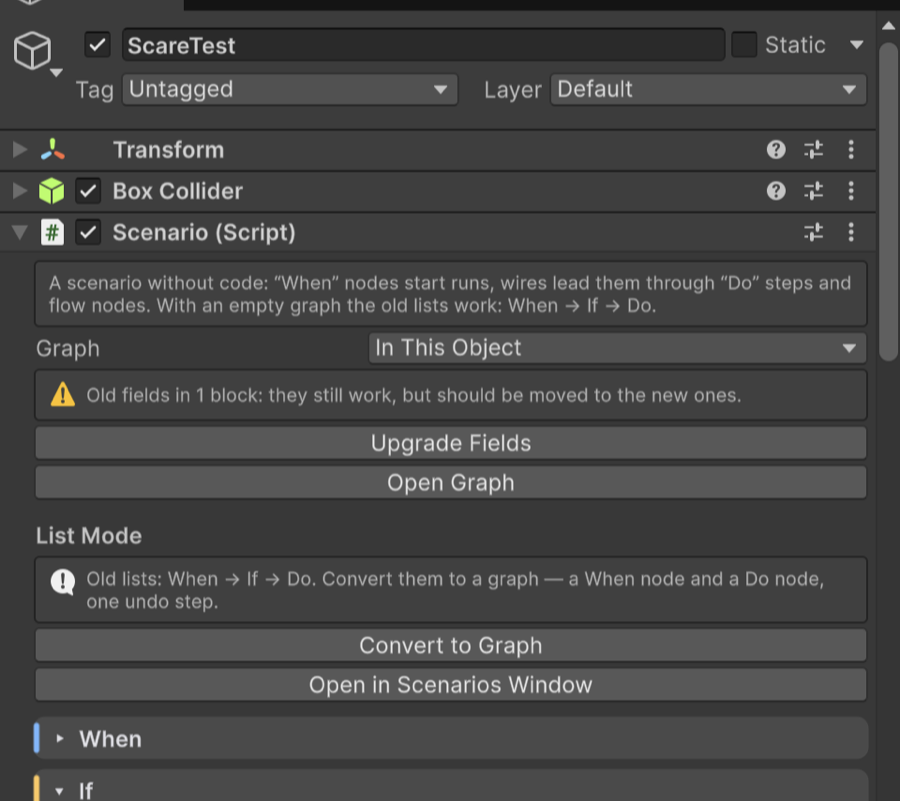 ScareTest
Static
Tag Untagged Layer Default
Transform
Box Collider
# Scenario (Script)
A scenario without code: “When” nodes start runs, wires lead them through “Do” steps and
flow nodes. With an empty graph the old lists work: When → If → Do.
Graph In This Object
Old fields in 1 block: they still work, but should be moved to the new ones.
Upgrade Fields
Open Graph
List Mode
Old lists: When → If → Do. Convert them to a graph — a When node and a Do node,
one undo step.
Convert to Graph
Open in Scenarios Window
When
If